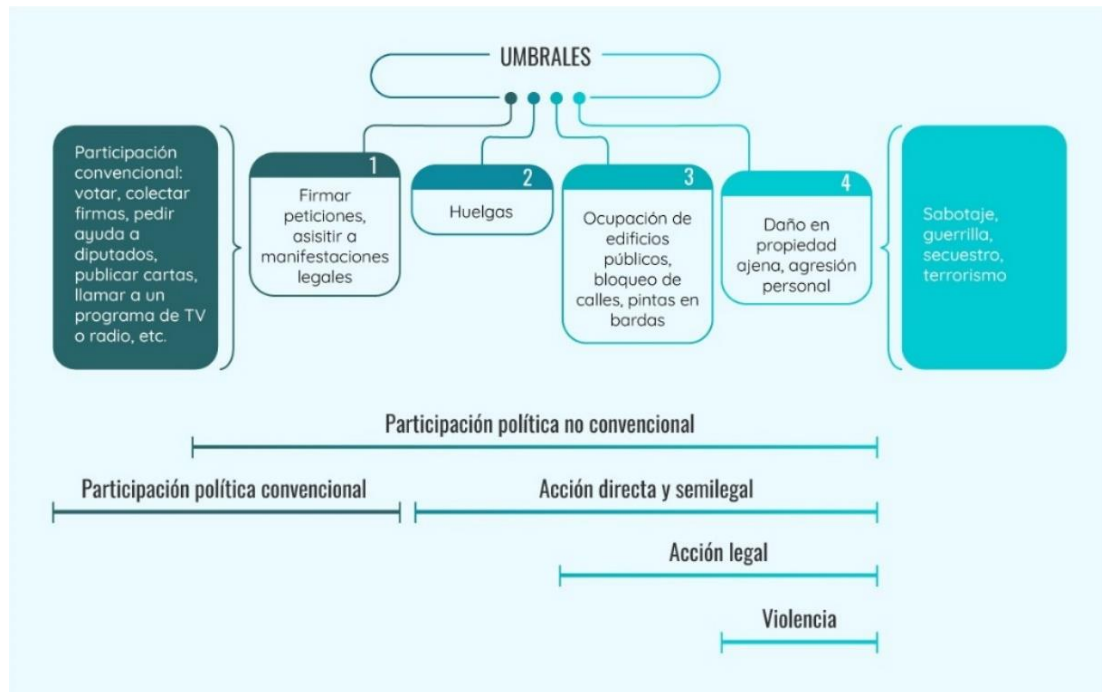 UMBRALES
Participación
convencional:
votar, colectar
firmas, pedir
ayuda a
diputados,
publicar cartas,
llamar a un
programa de TV
o radio, etc.
1
Firmar
peticiones,
asisitir a
manifestaciones
legales
2
Huelgas
3
Ocupación de
edificios
públicos,
bloqueo de
calles, pintas en
bardas
4
Daño en
propiedad
ajena, agresión
personal
Sabotaje,
guerrilla,
secuestro,
terrorismo
Participación política no convencional
Participación política convencional
Acción directa y semilegal
Acción legal
Violencia